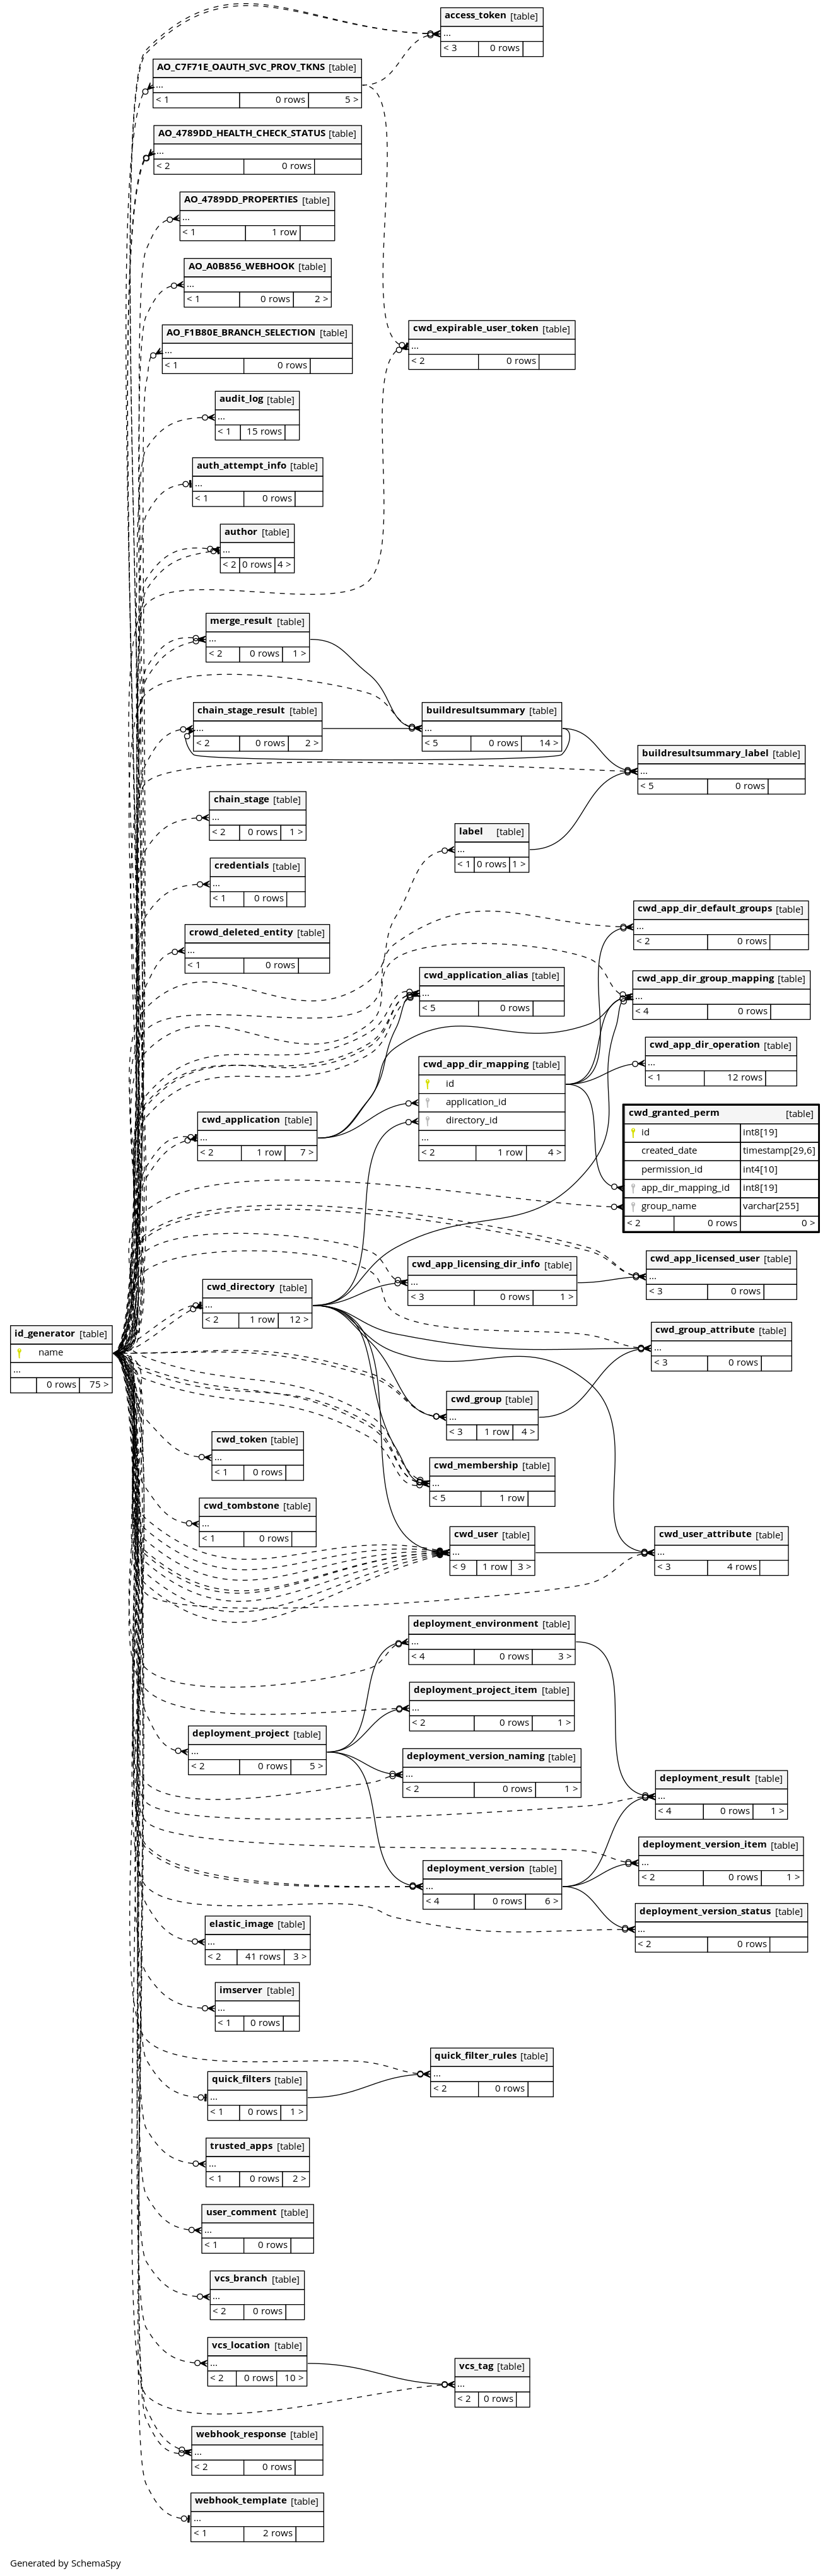 access_token [table]
...
< 3 0 rows
AO_C7F71E_OAUTH_SVC_PROV_TKNS [table]
...
< 1 0 rows 5 >
AO_4789DD_HEALTH_CHECK_STATUS [table]
...
< 2 0 rows
AO_4789DD_PROPERTIES [table]
...
< 1 1 row
AO_A0B856_WEBHOOK [table]
...
< 1 0 rows 2 >
AO_F1B80E_BRANCH_SELECTION [table]
...
< 1 0 rows
cwd_expirable_user_token [table]
...
< 2 0 rows
audit_log [table]
...
< 1 15 rows
auth_attempt_info [table]
...
< 1 0 rows
author [table]
...
< 2 0 rows 4 >
merge_result [table]
...
< 2 0 rows 1 >
chain_stage_result [table]
...
< 2 0 rows 2 >
buildresultsummary [table]
...
< 5 0 rows 14 >
buildresultsummary_label [table]
...
< 5 0 rows
chain_stage [table]
...
< 2 0 rows 1 >
label [table]
...
< 1 0 rows 1 >
credentials [table]
...
< 1 0 rows
crowd_deleted_entity [table]
...
< 1 0 rows
cwd_app_dir_default_groups [table]
...
< 2 0 rows
cwd_application_alias [table]
...
< 5 0 rows
cwd_app_dir_group_mapping [table]
...
< 4 0 rows
cwd_app_dir_operation [table]
...
< 1 12 rows
cwd_app_dir_mapping [table]
id
application_id
directory_id
...
< 2 1 row 4 >
cwd_application [table]
...
< 2 1 row 7 >
cwd_granted_perm [table]
id int8[19]
created_date timestamp[29,6]
permission_id int4[10]
app_dir_mapping_id int8[19]
group_name varchar[255]
< 2 0 rows 0 >
cwd_app_licensing_dir_info [table]
...
< 3 0 rows 1 >
cwd_app_licensed_user [table]
...
< 3 0 rows
cwd_directory [table]
...
< 2 1 row 12 >
id_generator [table]
name
...
0 rows 75 >
cwd_group_attribute [table]
...
< 3 0 rows
cwd_group [table]
...
< 3 1 row 4 >
cwd_token [table]
...
< 1 0 rows
cwd_membership [table]
...
< 5 1 row
cwd_tombstone [table]
...
< 1 0 rows
cwd_user [table]
...
< 9 1 row 3 >
cwd_user_attribute [table]
...
< 3 4 rows
deployment_environment [table]
...
< 4 0 rows 3 >
deployment_project_item [table]
...
< 2 0 rows 1 >
deployment_project [table]
...
< 2 0 rows 5 >
deployment_version_naming [table]
...
< 2 0 rows 1 >
deployment_result [table]
...
< 4 0 rows 1 >
deployment_version_item [table]
...
< 2 0 rows 1 >
deployment_version [table]
...
< 4 0 rows 6 >
deployment_version_status [table]
...
< 2 0 rows
elastic_image [table]
...
< 2 41 rows 3 >
imserver [table]
...
< 1 0 rows
quick_filter_rules [table]
...
< 2 0 rows
quick_filters [table]
...
< 1 0 rows 1 >
trusted_apps [table]
...
< 1 0 rows 2 >
user_comment [table]
...
< 1 0 rows
vcs_branch [table]
...
< 2 0 rows
vcs_location [table]
...
< 2 0 rows 10 >
vcs_tag [table]
...
< 2 0 rows
webhook_response [table]
...
< 2 0 rows
webhook_template [table]
...
< 1 2 rows
Generated by SchemaSpy